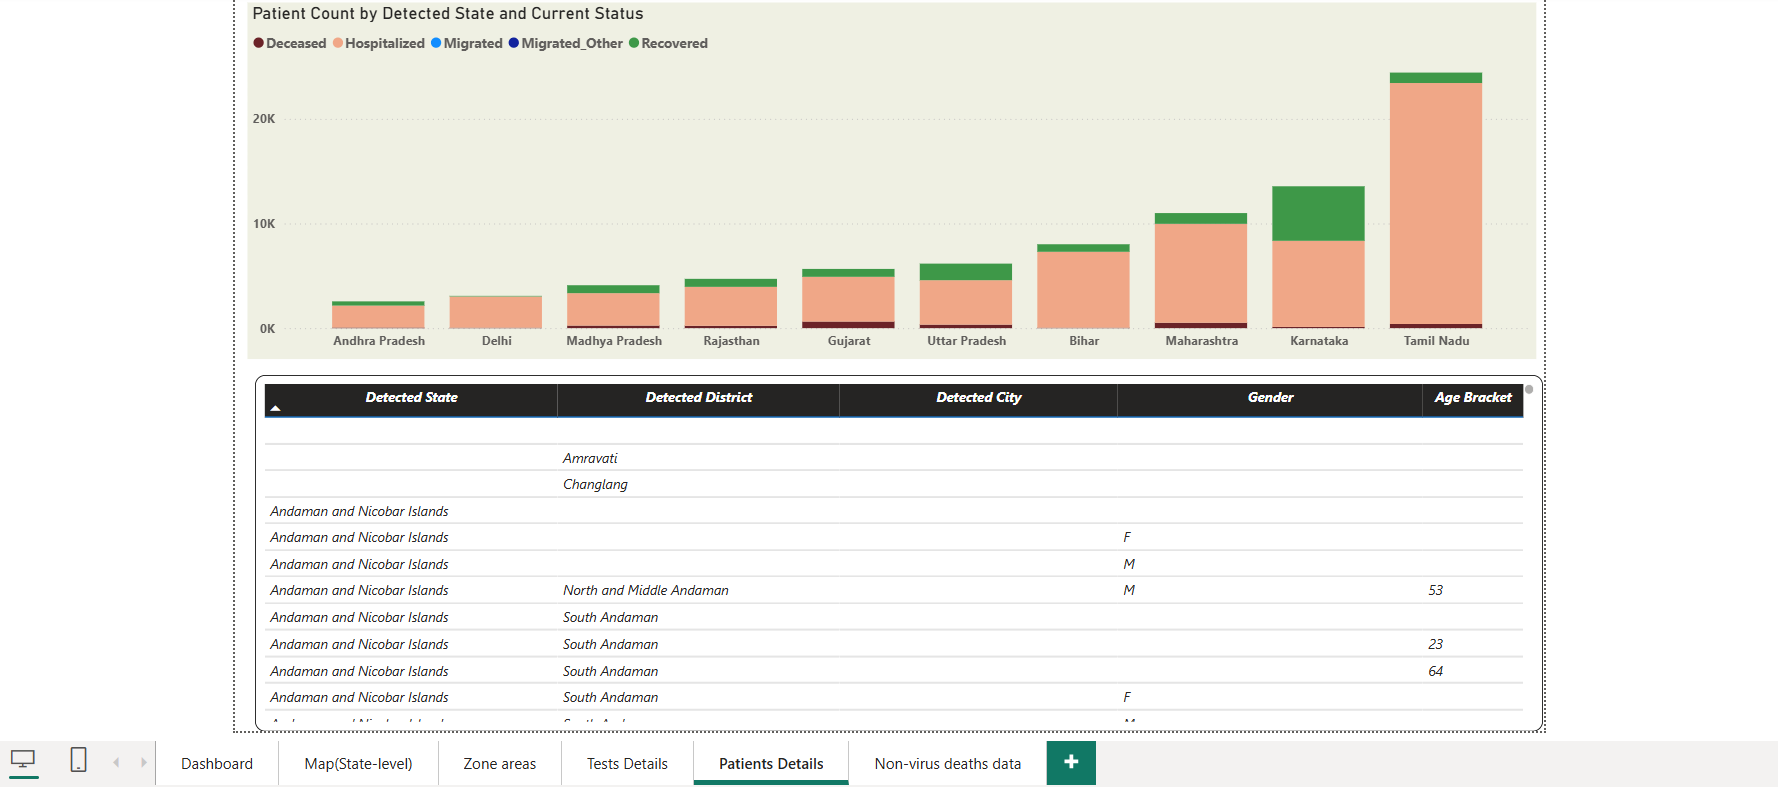 Patient Count by Detected State and Current Status
Deceased Hospitalized Migrated Migrated_Other Recovered
20K
10K
0K
Andhra Pradesh Delhi Madhya Pradesh Rajasthan Gujarat Uttar Pradesh Bihar Maharashtra Karnataka Tamil Nadu
Detected State Detected District Detected City Gender Age Bracket
Amravati
Changlang
Andaman and Nicobar Islands
Andaman and Nicobar Islands F
Andaman and Nicobar Islands M
Andaman and Nicobar Islands North and Middle Andaman M 53
Andaman and Nicobar Islands South Andaman
Andaman and Nicobar Islands South Andaman 23
Andaman and Nicobar Islands South Andaman 64
Andaman and Nicobar Islands South Andaman F
Dashboard Map(State-level) Zone areas Tests Details Patients Details Non-virus deaths data +